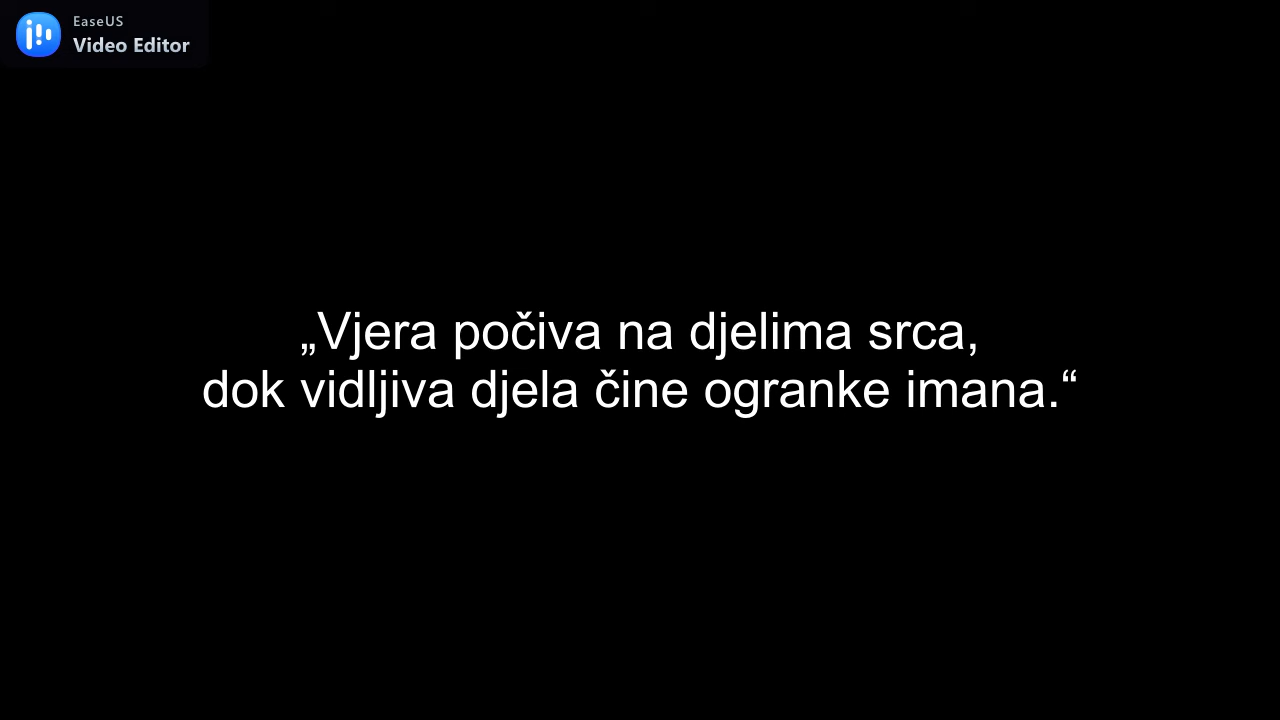 EaseUS
Video Editor
„Vjera počiva na djelima srca,
dok vidljiva djela čine ogranke imana.“